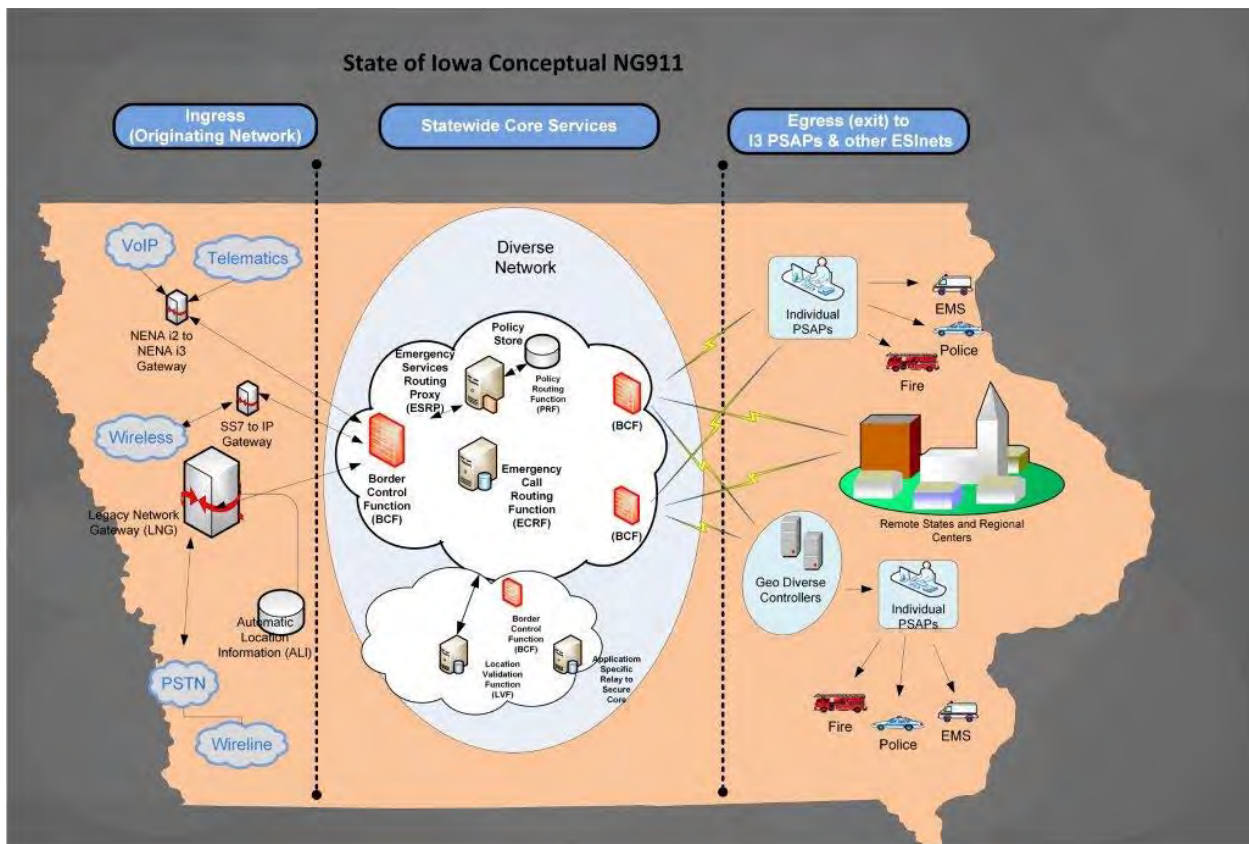 State of Iowa Conceptual NG911
Ingress
(Originating Network)
Statewide Core Services
Egress (exit) to
I3 PSAPs & other ESInets
VoIP
Telematics
NENA i2 to
NENA i3
Gateway
Wireless
SS7 to IP
Gateway
Legacy Network
Gateway (LNG)
Automatic
Location
Information (ALI)
PSTN
Wireline
Diverse
Network
Policy
Store
Emergency
Services
Routing
Proxy
(ESRP)
Policy
Routing
Function
(PRF)
Border
Control
Function
(BCF)
Emergency
Call
Routing
Function
(ECRF)
(BCF)
(BCF)
Border
Control
Function
(BCF)
Location
Validation
Function
(LVF)
Application
Specific
Relay to
Secure
Core
Individual
PSAPs
EMS
Police
Fire
Remote States and Regional
Centers
Geo Diverse
Controllers
Individual
PSAPs
Fire
Police
EMS